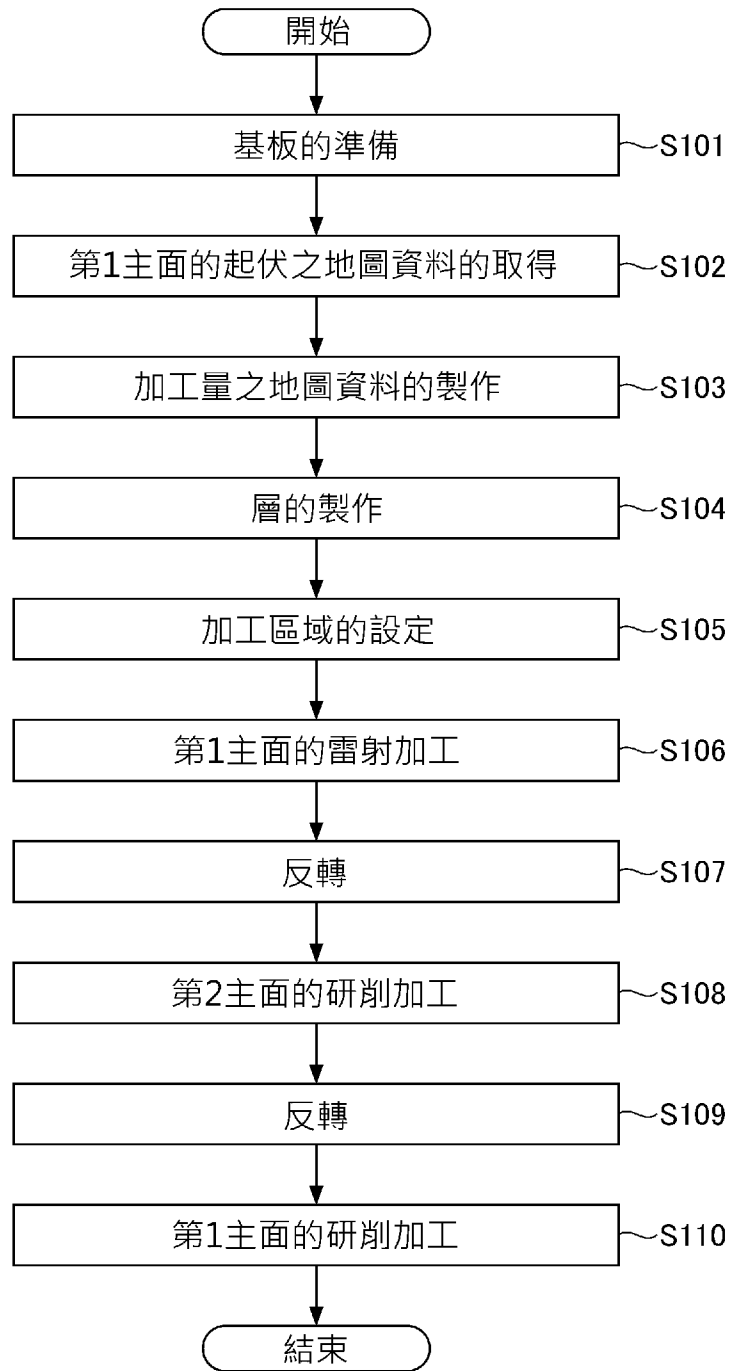 開始
基板的準備
S101
第1主面的起伏之地圖資料的取得
S102
加工量之地圖資料的製作
S103
層的製作
S104
加工區域的設定
S105
第1主面的雷射加工
S106
反轉
S107
第2主面的研削加工
S108
反轉
S109
第1主面的研削加工
S110
結束